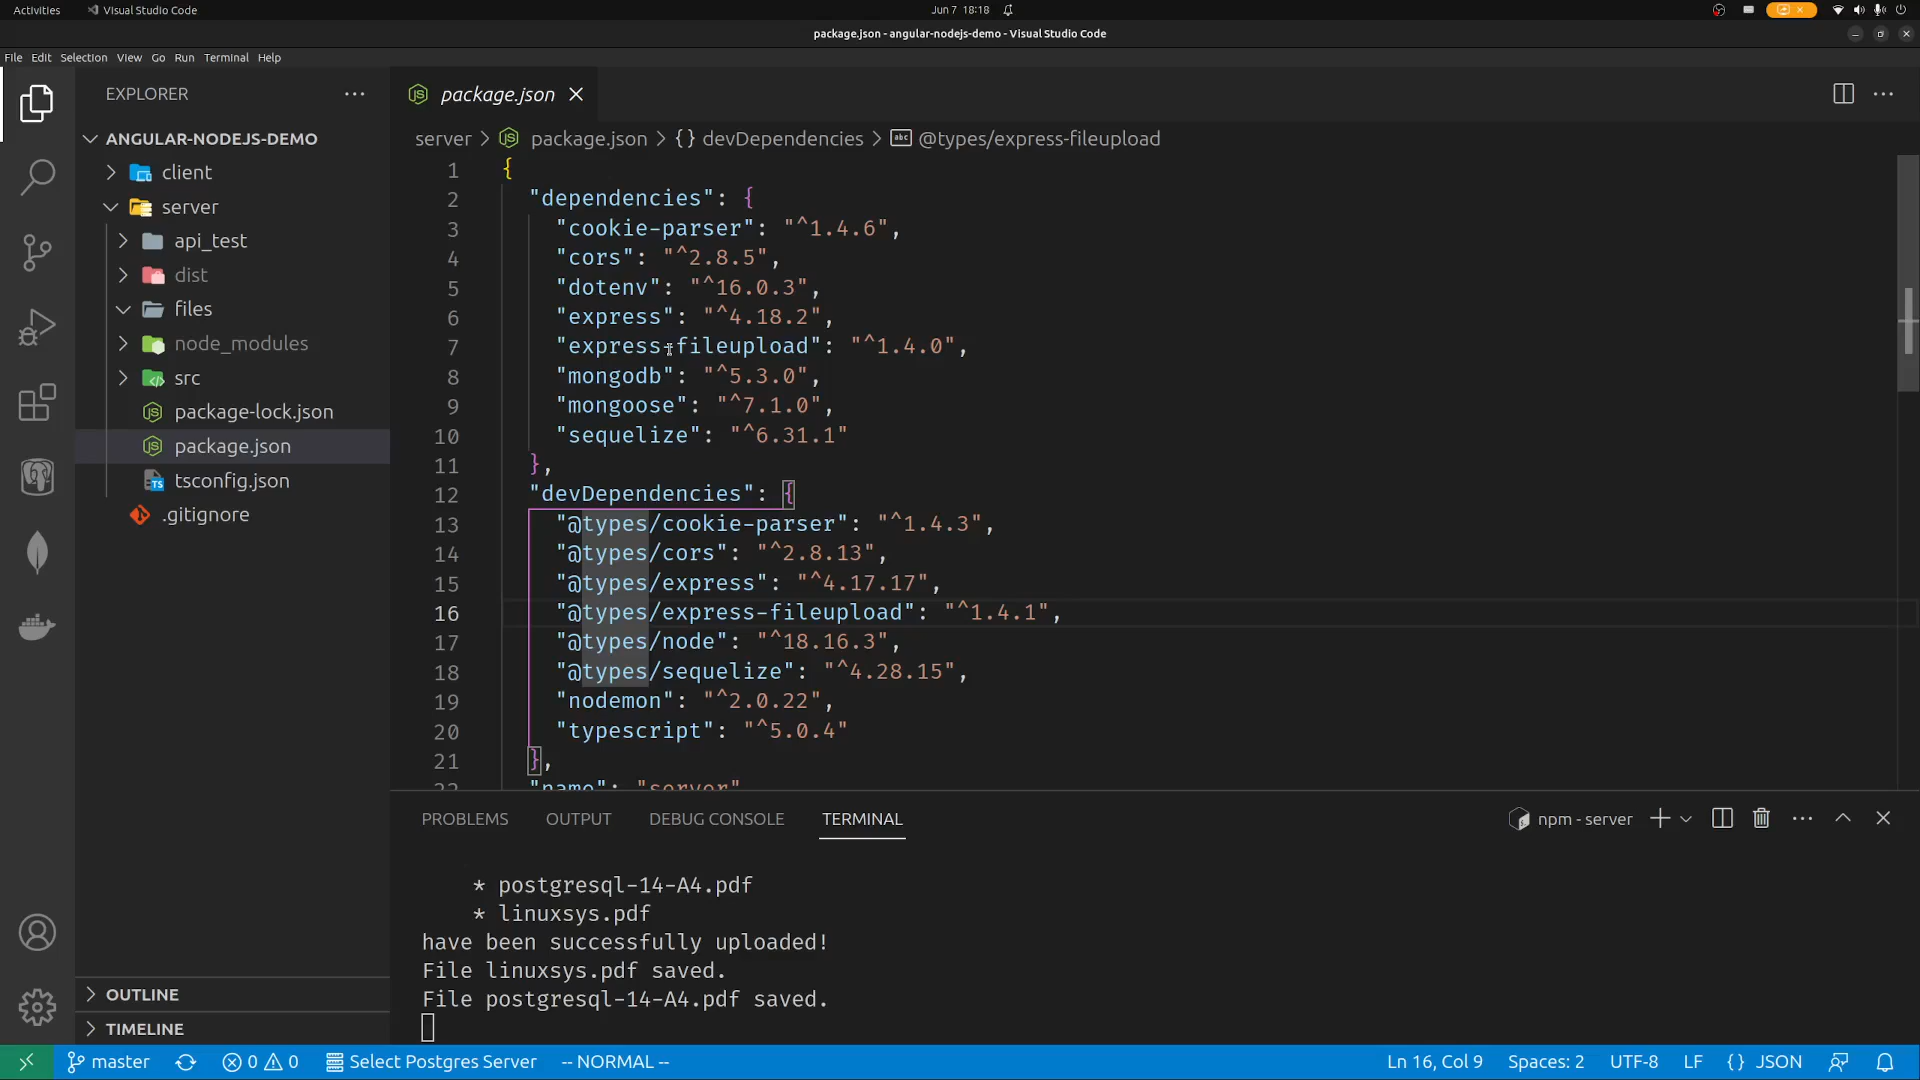 Activities Visual Studio Code Jun 7 18:18
package.json - angular-nodejs-demo - Visual Studio Code
File Edit Selection View Go Run Terminal Help
EXPLORER
ANGULAR-NODEJS-DEMO
client
server
api_test
dist
files
node_modules
src
package-lock.json
package.json
tsconfig.json
.gitignore
OUTLINE
TIMELINE
package.json
server > package.json > {} devDependencies > abc @types/express-fileupload
1 {
2 "dependencies": {
3 "cookie-parser": "^1.4.6",
4 "cors": "^2.8.5",
5 "dotenv": "^16.0.3",
6 "express": "^4.18.2",
7 "express-fileupload": "^1.4.0",
8 "mongodb": "^5.3.0",
9 "mongoose": "^7.1.0",
10 "sequelize": "^6.31.1"
11 },
12 "devDependencies": {
13 "@types/cookie-parser": "^1.4.3",
14 "@types/cors": "^2.8.13",
15 "@types/express": "^4.17.17",
16 "@types/express-fileupload": "^1.4.1",
17 "@types/node": "^18.16.3",
18 "@types/sequelize": "^4.28.15",
19 "nodemon": "^2.0.22",
20 "typescript": "^5.0.4"
21 },
22 "name": "server"
PROBLEMS OUTPUT DEBUG CONSOLE TERMINAL npm - server
* postgresql-14-A4.pdf
* linuxsys.pdf
have been successfully uploaded!
File linuxsys.pdf saved.
File postgresql-14-A4.pdf saved.
master 0 0 Select Postgres Server -- NORMAL -- Ln 16, Col 9 Spaces: 2 UTF-8 LF {} JSON